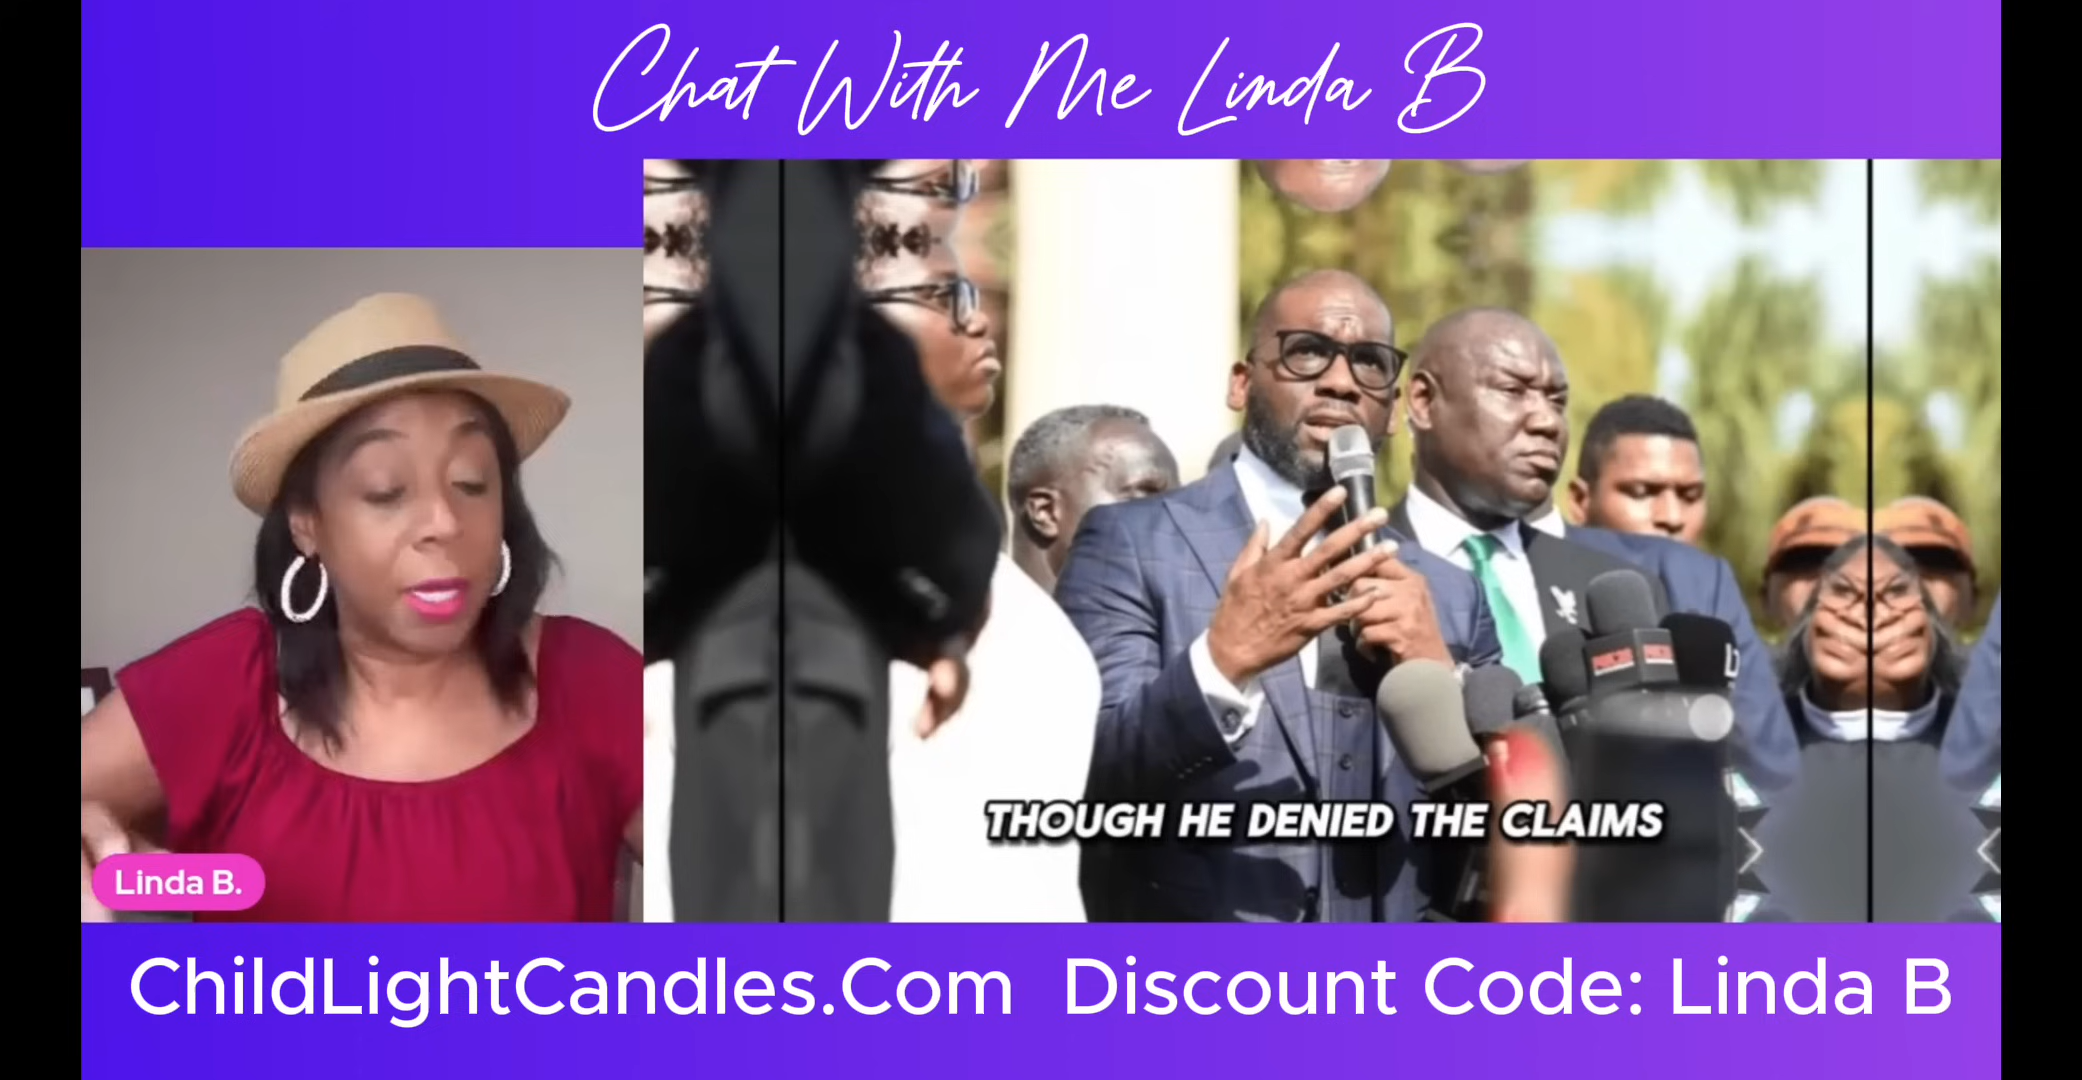 Chat With Me Linda B
THOUGH HE DENIED THE CLAIMS
Linda B.
ChildLightCandles.Com Discount Code: Linda B